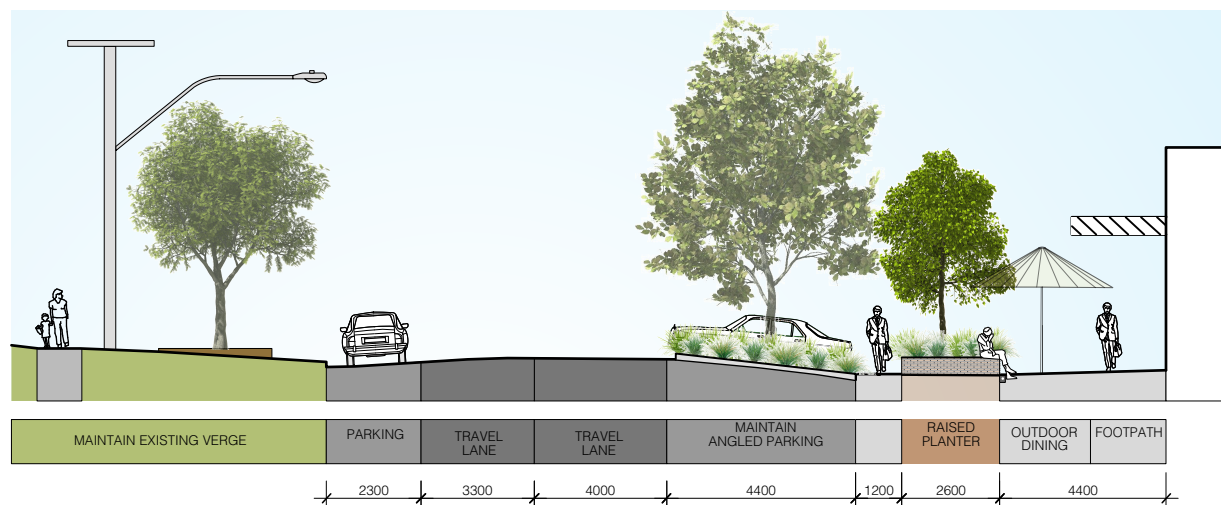 MAINTAIN EXISTING VERGE
PARKING
TRAVEL
LANE
TRAVEL
LANE
MAINTAIN
ANGLED PARKING
RAISED
PLANTER
OUTDOOR
DINING
FOOTPATH
2300
3300
4000
4400
1200
2600
4400